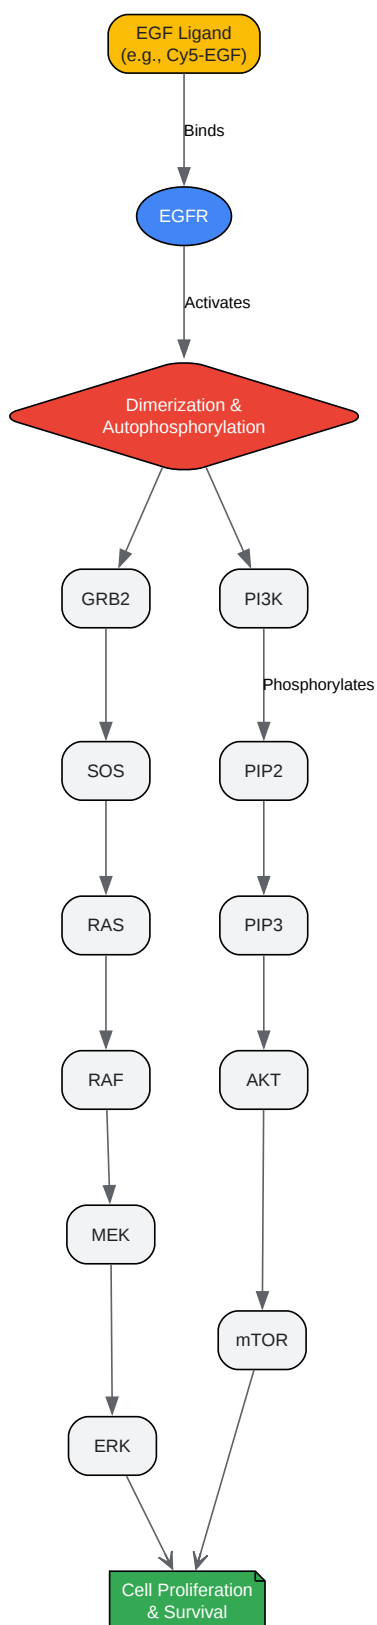 EGF Ligand
(e.g., Cy5-EGF)
Binds
EGFR
Activates
Dimerization &
Autophosphorylation
GRB2
PI3K
Phosphorylates
SOS
PIP2
RAS
PIP3
RAF
AKT
MEK
mTOR
ERK
Cell Proliferation
& Survival